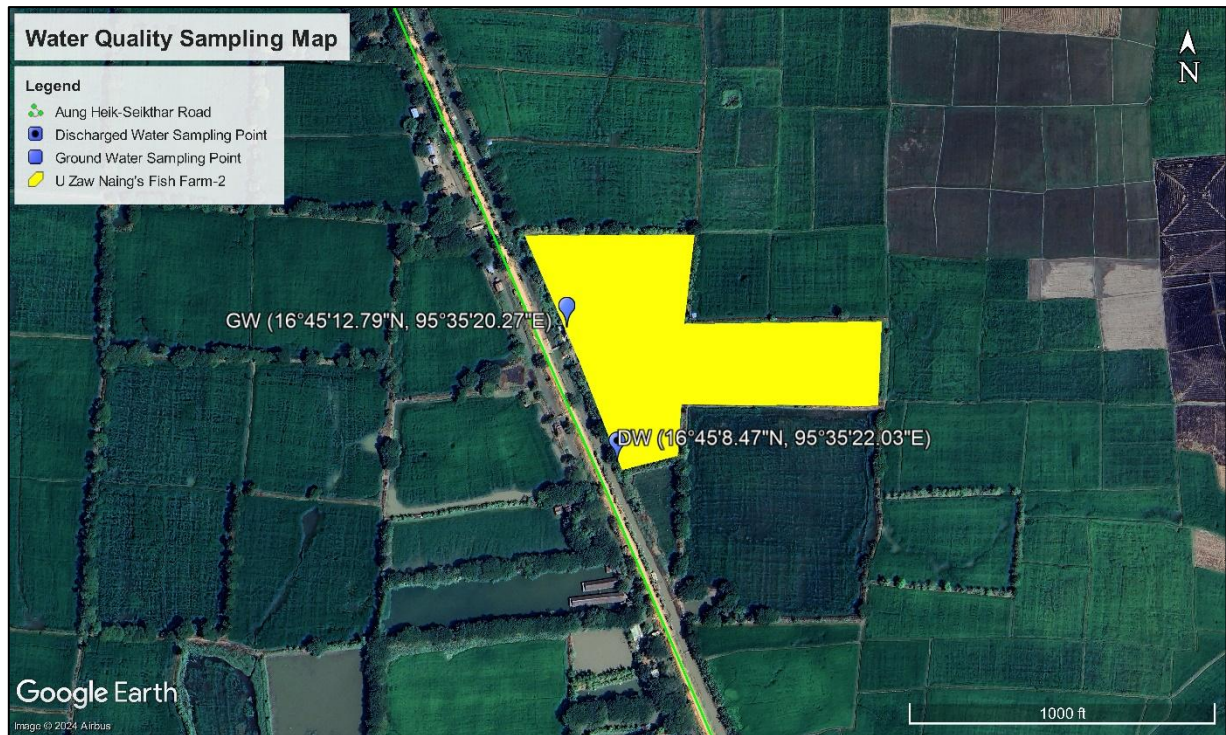 Water Quality Sampling Map
N
Legend
Aung Heik-Seikthar Road
Discharged Water Sampling Point
Ground Water Sampling Point
U Zaw Naing's Fish Farm-2
GW (16°45'12.79"N, 95°35'20.27"E)
DW (16°45'8.47"N, 95°35'22.03"E)
Google Earth
Image © 2024 Airbus
1000 ft